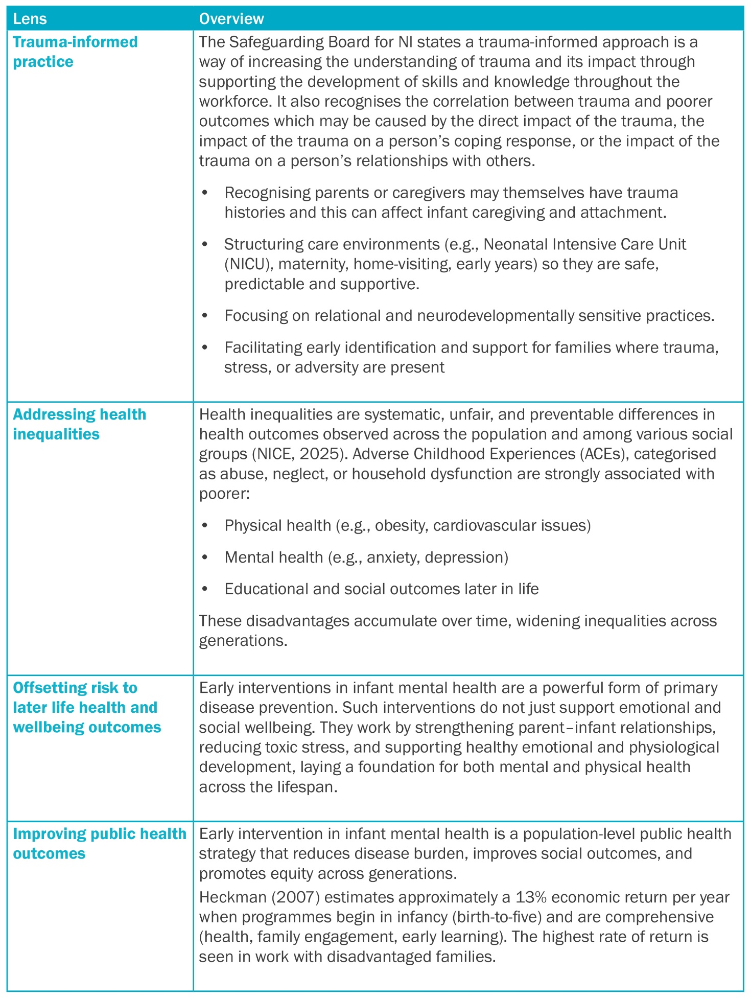 Lens
Overview
Trauma-informed
practice
The Safeguarding Board for NI states a trauma-informed approach is a
way of increasing the understanding of trauma and its impact through
supporting the development of skills and knowledge throughout the
workforce. It also recognises the correlation between trauma and poorer
outcomes which may be caused by the direct impact of the trauma, the
impact of the trauma on a person’s coping response, or the impact of the
trauma on a person’s relationships with others.
• Recognising parents or caregivers may themselves have trauma
histories and this can affect infant caregiving and attachment.
• Structuring care environments (e.g., Neonatal Intensive Care Unit
(NICU), maternity, home-visiting, early years) so they are safe,
predictable and supportive.
• Focusing on relational and neurodevelopmentally sensitive practices.
• Facilitating early identification and support for families where trauma,
stress, or adversity are present
Addressing health
inequalities
Health inequalities are systematic, unfair, and preventable differences in
health outcomes observed across the population and among various social
groups (NICE, 2025). Adverse Childhood Experiences (ACEs), categorised
as abuse, neglect, or household dysfunction are strongly associated with
poorer:
• Physical health (e.g., obesity, cardiovascular issues)
• Mental health (e.g., anxiety, depression)
• Educational and social outcomes later in life
These disadvantages accumulate over time, widening inequalities across
generations.
Offsetting risk to
later life health and
wellbeing outcomes
Early interventions in infant mental health are a powerful form of primary
disease prevention. Such interventions do not just support emotional and
social wellbeing. They work by strengthening parent–infant relationships,
reducing toxic stress, and supporting healthy emotional and physiological
development, laying a foundation for both mental and physical health
across the lifespan.
Improving public health
outcomes
Early intervention in infant mental health is a population-level public health
strategy that reduces disease burden, improves social outcomes, and
promotes equity across generations.
Heckman (2007) estimates approximately a 13% economic return per year
when programmes begin in infancy (birth-to-five) and are comprehensive
(health, family engagement, early learning). The highest rate of return is
seen in work with disadvantaged families.